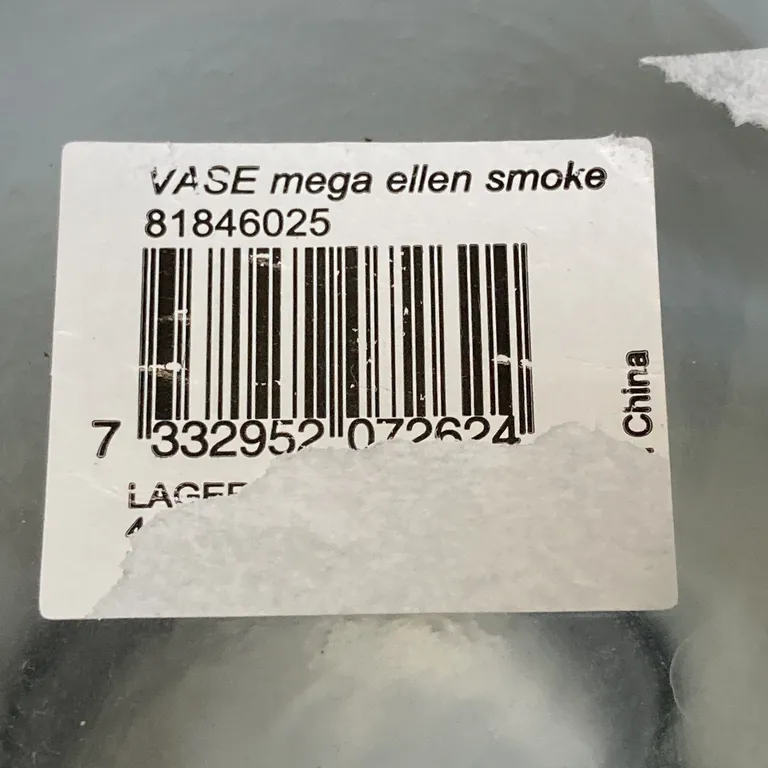 VASE mega ellen smoke
81846025
7 332952 072624
China